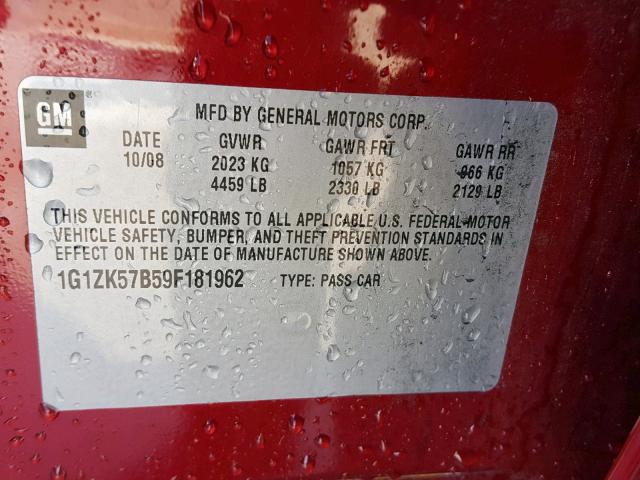 GM
MFD BY GENERAL MOTORS CORP.
DATE GVWR GAWR FRT GAWR RR
10/08 2023 KG 1057 KG 966 KG
4459 LB 2330 LB 2129 LB
THIS VEHICLE CONFORMS TO ALL APPLICABLE U.S. FEDERAL MOTOR
VEHICLE SAFETY, BUMPER, AND THEFT PREVENTION STANDARDS IN
EFFECT ON THE DATE OF MANUFACTURE SHOWN ABOVE.
1G1ZK57B59F181962 TYPE: PASS CAR